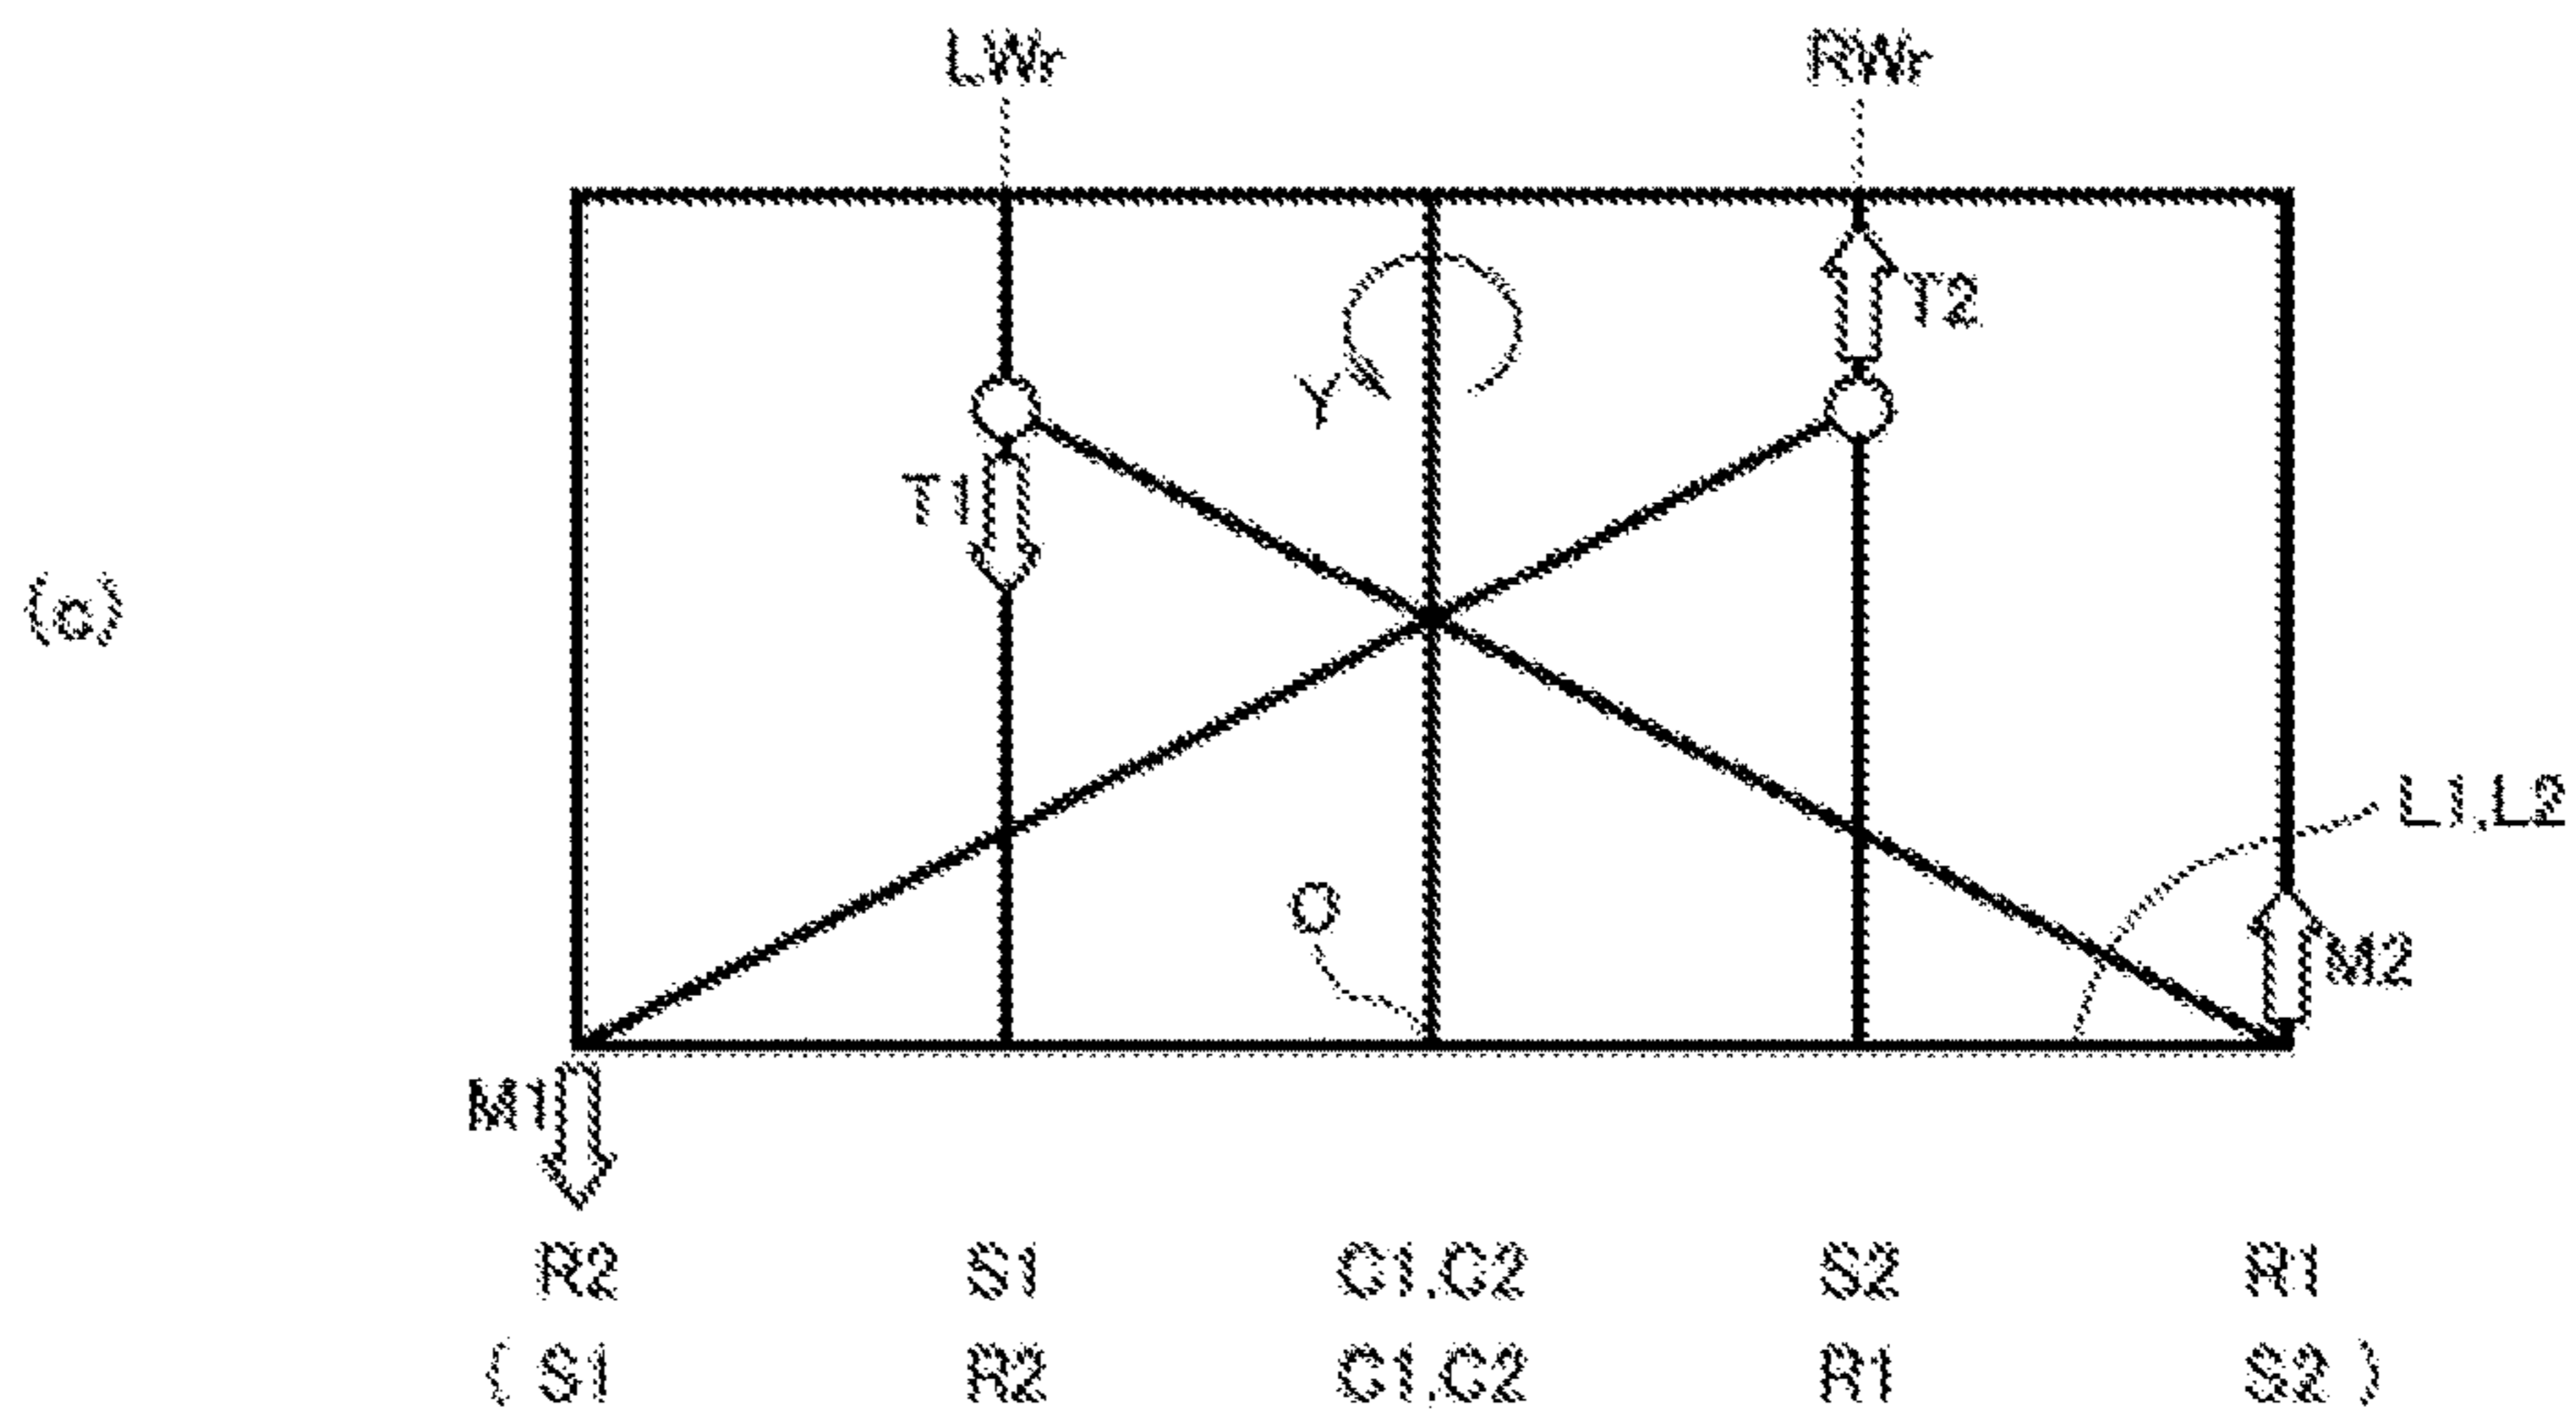 LWr RWr
T2
Y
T1
(c)
L1,L2
O
M2
M1
R2 S1 C1,C2 S2 R1
( S1 R2 C1,C2 R1 S2 )